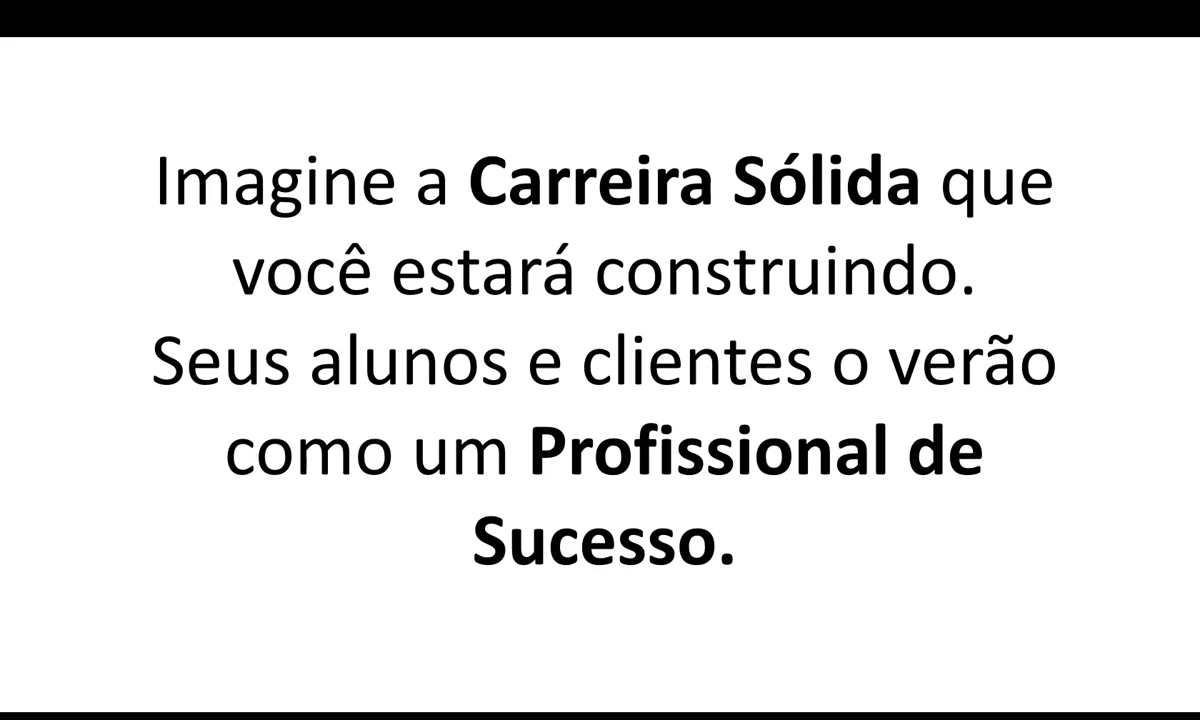 Imagine a Carreira Sólida que
você estará construindo.
Seus alunos e clientes o verão
como um Profissional de
Sucesso.